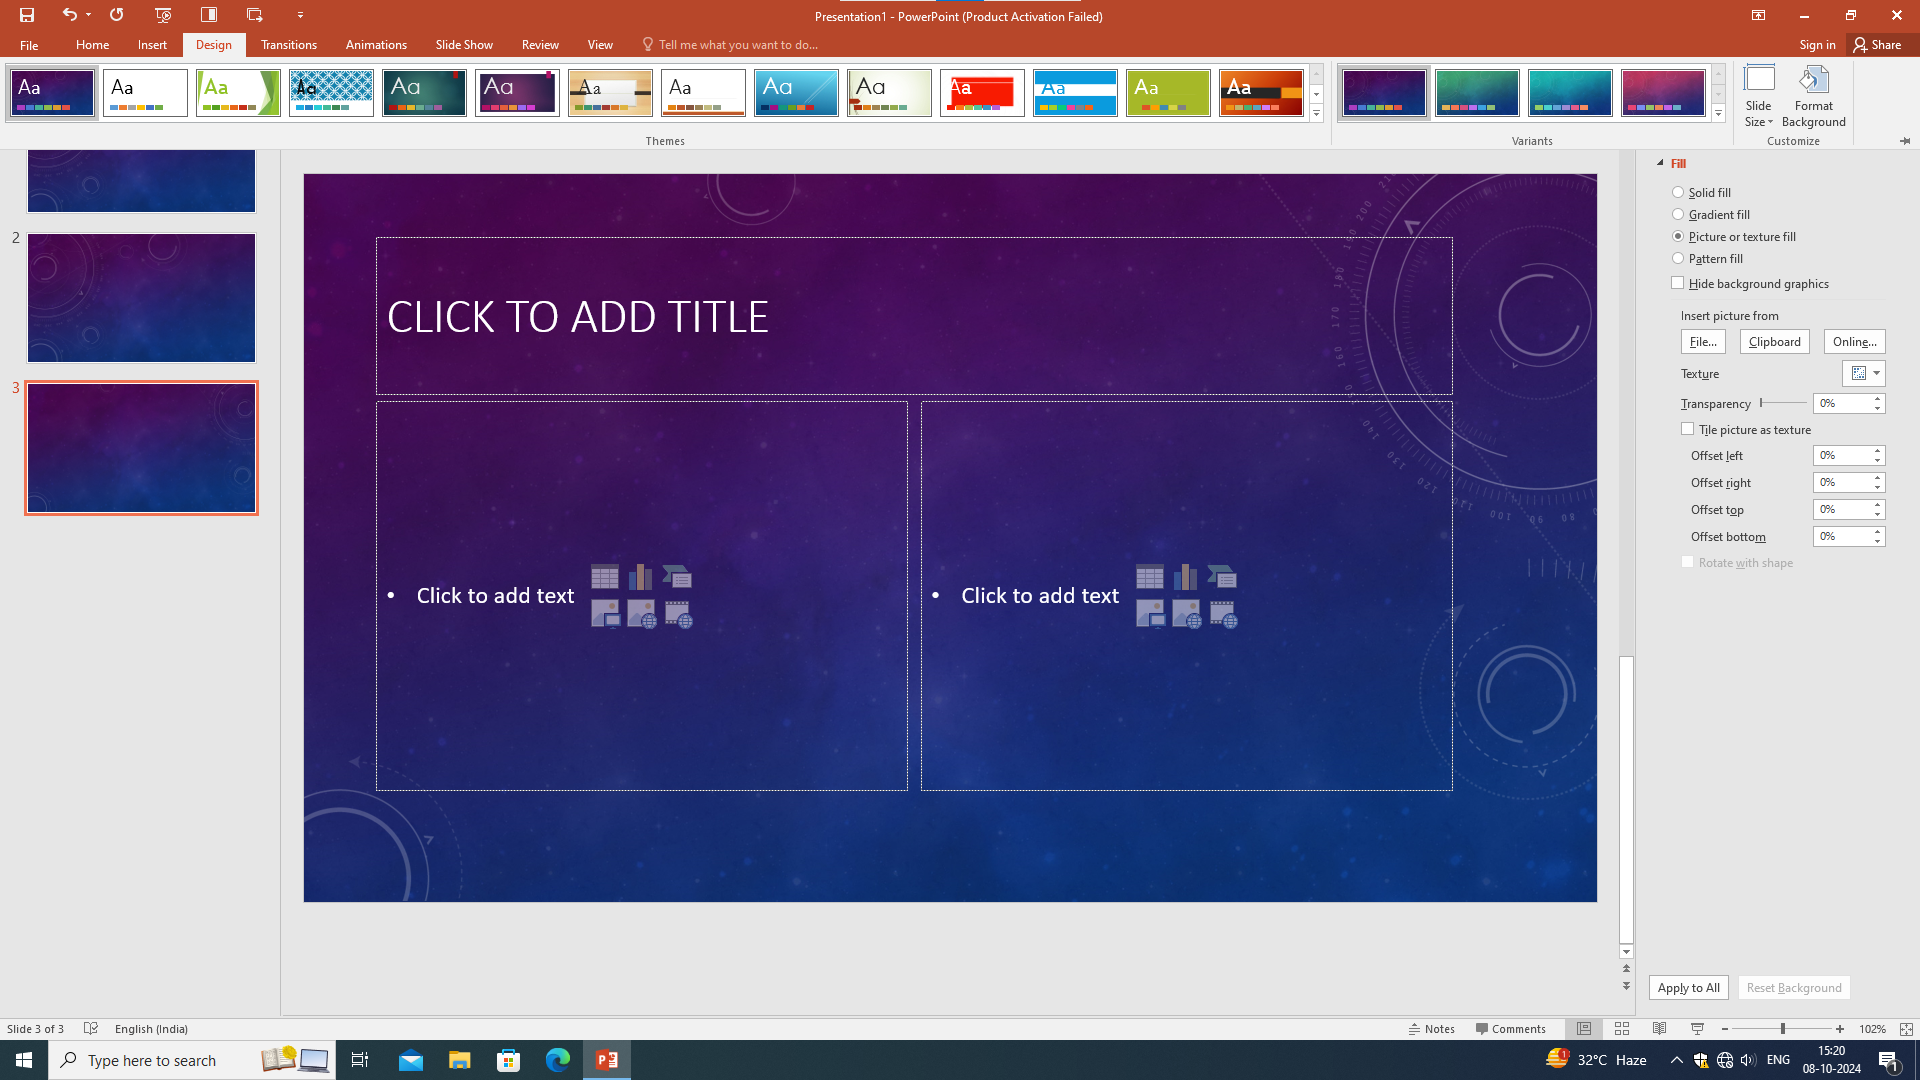 Presentation1 - PowerPoint (Product Activation Failed)
File Home Insert Design Transitions Animations Slide Show Review View Tell me what you want to do... Sign in Share
Aa Aa Aa Aa Aa Aa Aa Aa Aa Aa Aa Aa Aa Aa
Slide Size
Format Background
Themes
Variants
Customize
2
3
CLICK TO ADD TITLE
• Click to add text
• Click to add text
Fill
Solid fill
Gradient fill
Picture or texture fill
Pattern fill
Hide background graphics
Insert picture from
File... Clipboard Online...
Texture
Transparency 0%
Tile picture as texture
Offset left 0%
Offset right 0%
Offset top 0%
Offset bottom 0%
Rotate with shape
Apply to All Reset Background
Slide 3 of 3 English (India) Notes Comments 102%
Type here to search
32°C Haze
ENG
15:20
08-10-2024
1